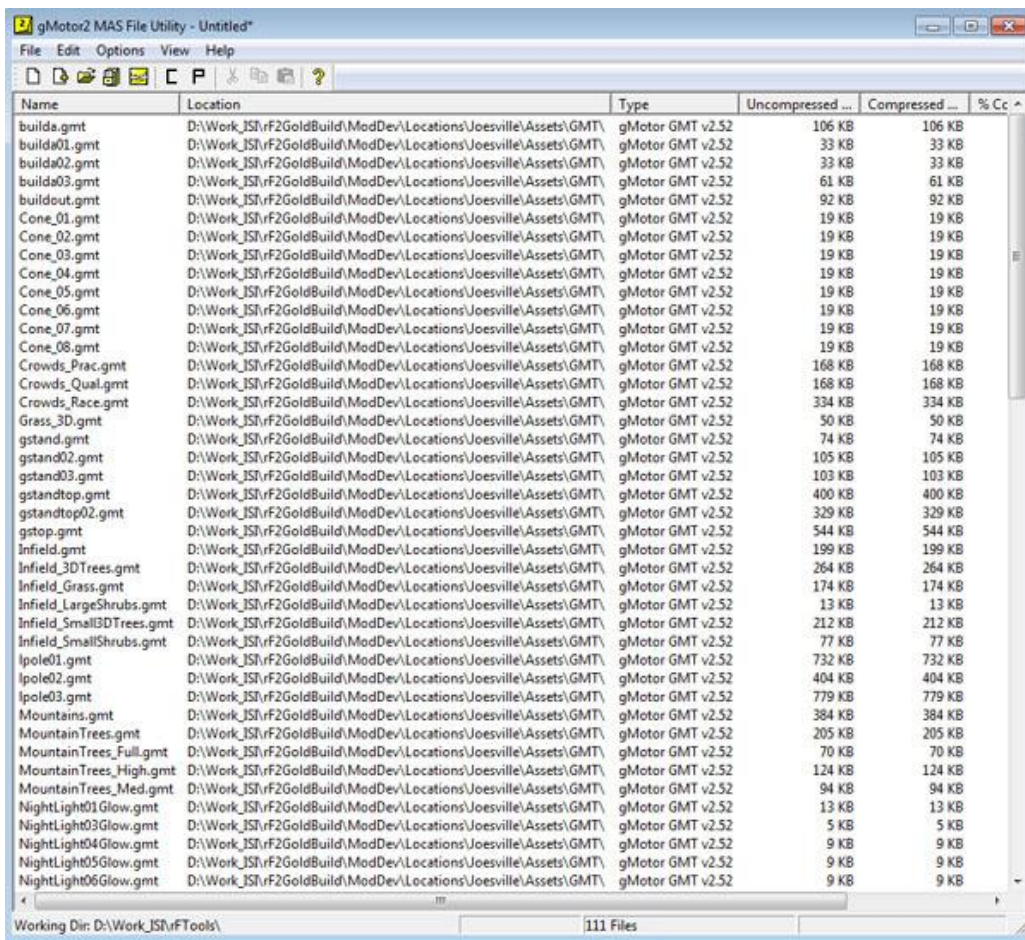 gMotor2 MAS File Utility - Untitled*
File Edit Options View Help
C P
Name Location Type Uncompressed ... Compressed ... % Cc
builda.gmt D:\Work_ISI\rF2GoldBuild\ModDev\Locations\Joesville\Assets\GMT\ gMotor GMT v2.52 106 KB 106 KB
builda01.gmt D:\Work_ISI\rF2GoldBuild\ModDev\Locations\Joesville\Assets\GMT\ gMotor GMT v2.52 33 KB 33 KB
builda02.gmt D:\Work_ISI\rF2GoldBuild\ModDev\Locations\Joesville\Assets\GMT\ gMotor GMT v2.52 33 KB 33 KB
builda03.gmt D:\Work_ISI\rF2GoldBuild\ModDev\Locations\Joesville\Assets\GMT\ gMotor GMT v2.52 61 KB 61 KB
buildout.gmt D:\Work_ISI\rF2GoldBuild\ModDev\Locations\Joesville\Assets\GMT\ gMotor GMT v2.52 92 KB 92 KB
Cone_01.gmt D:\Work_ISI\rF2GoldBuild\ModDev\Locations\Joesville\Assets\GMT\ gMotor GMT v2.52 19 KB 19 KB
Cone_02.gmt D:\Work_ISI\rF2GoldBuild\ModDev\Locations\Joesville\Assets\GMT\ gMotor GMT v2.52 19 KB 19 KB
Cone_03.gmt D:\Work_ISI\rF2GoldBuild\ModDev\Locations\Joesville\Assets\GMT\ gMotor GMT v2.52 19 KB 19 KB
Cone_04.gmt D:\Work_ISI\rF2GoldBuild\ModDev\Locations\Joesville\Assets\GMT\ gMotor GMT v2.52 19 KB 19 KB
Cone_05.gmt D:\Work_ISI\rF2GoldBuild\ModDev\Locations\Joesville\Assets\GMT\ gMotor GMT v2.52 19 KB 19 KB
Cone_06.gmt D:\Work_ISI\rF2GoldBuild\ModDev\Locations\Joesville\Assets\GMT\ gMotor GMT v2.52 19 KB 19 KB
Cone_07.gmt D:\Work_ISI\rF2GoldBuild\ModDev\Locations\Joesville\Assets\GMT\ gMotor GMT v2.52 19 KB 19 KB
Cone_08.gmt D:\Work_ISI\rF2GoldBuild\ModDev\Locations\Joesville\Assets\GMT\ gMotor GMT v2.52 19 KB 19 KB
Crowds_Prac.gmt D:\Work_ISI\rF2GoldBuild\ModDev\Locations\Joesville\Assets\GMT\ gMotor GMT v2.52 168 KB 168 KB
Crowds_Qual.gmt D:\Work_ISI\rF2GoldBuild\ModDev\Locations\Joesville\Assets\GMT\ gMotor GMT v2.52 168 KB 168 KB
Crowds_Race.gmt D:\Work_ISI\rF2GoldBuild\ModDev\Locations\Joesville\Assets\GMT\ gMotor GMT v2.52 334 KB 334 KB
Grass_3D.gmt D:\Work_ISI\rF2GoldBuild\ModDev\Locations\Joesville\Assets\GMT\ gMotor GMT v2.52 50 KB 50 KB
gstand.gmt D:\Work_ISI\rF2GoldBuild\ModDev\Locations\Joesville\Assets\GMT\ gMotor GMT v2.52 74 KB 74 KB
gstand02.gmt D:\Work_ISI\rF2GoldBuild\ModDev\Locations\Joesville\Assets\GMT\ gMotor GMT v2.52 105 KB 105 KB
gstand03.gmt D:\Work_ISI\rF2GoldBuild\ModDev\Locations\Joesville\Assets\GMT\ gMotor GMT v2.52 103 KB 103 KB
gstandtop.gmt D:\Work_ISI\rF2GoldBuild\ModDev\Locations\Joesville\Assets\GMT\ gMotor GMT v2.52 400 KB 400 KB
gstandtop02.gmt D:\Work_ISI\rF2GoldBuild\ModDev\Locations\Joesville\Assets\GMT\ gMotor GMT v2.52 329 KB 329 KB
gstop.gmt D:\Work_ISI\rF2GoldBuild\ModDev\Locations\Joesville\Assets\GMT\ gMotor GMT v2.52 544 KB 544 KB
Infield.gmt D:\Work_ISI\rF2GoldBuild\ModDev\Locations\Joesville\Assets\GMT\ gMotor GMT v2.52 199 KB 199 KB
Infield_3DTrees.gmt D:\Work_ISI\rF2GoldBuild\ModDev\Locations\Joesville\Assets\GMT\ gMotor GMT v2.52 264 KB 264 KB
Infield_Grass.gmt D:\Work_ISI\rF2GoldBuild\ModDev\Locations\Joesville\Assets\GMT\ gMotor GMT v2.52 174 KB 174 KB
Infield_LargeShrubs.gmt D:\Work_ISI\rF2GoldBuild\ModDev\Locations\Joesville\Assets\GMT\ gMotor GMT v2.52 13 KB 13 KB
Infield_Small3DTrees.gmt D:\Work_ISI\rF2GoldBuild\ModDev\Locations\Joesville\Assets\GMT\ gMotor GMT v2.52 212 KB 212 KB
Infield_SmallShrubs.gmt D:\Work_ISI\rF2GoldBuild\ModDev\Locations\Joesville\Assets\GMT\ gMotor GMT v2.52 77 KB 77 KB
lpole01.gmt D:\Work_ISI\rF2GoldBuild\ModDev\Locations\Joesville\Assets\GMT\ gMotor GMT v2.52 732 KB 732 KB
lpole02.gmt D:\Work_ISI\rF2GoldBuild\ModDev\Locations\Joesville\Assets\GMT\ gMotor GMT v2.52 404 KB 404 KB
lpole03.gmt D:\Work_ISI\rF2GoldBuild\ModDev\Locations\Joesville\Assets\GMT\ gMotor GMT v2.52 779 KB 779 KB
Mountains.gmt D:\Work_ISI\rF2GoldBuild\ModDev\Locations\Joesville\Assets\GMT\ gMotor GMT v2.52 384 KB 384 KB
MountainTrees.gmt D:\Work_ISI\rF2GoldBuild\ModDev\Locations\Joesville\Assets\GMT\ gMotor GMT v2.52 205 KB 205 KB
MountainTrees_Full.gmt D:\Work_ISI\rF2GoldBuild\ModDev\Locations\Joesville\Assets\GMT\ gMotor GMT v2.52 70 KB 70 KB
MountainTrees_High.gmt D:\Work_ISI\rF2GoldBuild\ModDev\Locations\Joesville\Assets\GMT\ gMotor GMT v2.52 124 KB 124 KB
MountainTrees_Med.gmt D:\Work_ISI\rF2GoldBuild\ModDev\Locations\Joesville\Assets\GMT\ gMotor GMT v2.52 94 KB 94 KB
NightLight01Glow.gmt D:\Work_ISI\rF2GoldBuild\ModDev\Locations\Joesville\Assets\GMT\ gMotor GMT v2.52 13 KB 13 KB
NightLight03Glow.gmt D:\Work_ISI\rF2GoldBuild\ModDev\Locations\Joesville\Assets\GMT\ gMotor GMT v2.52 5 KB 5 KB
NightLight04Glow.gmt D:\Work_ISI\rF2GoldBuild\ModDev\Locations\Joesville\Assets\GMT\ gMotor GMT v2.52 9 KB 9 KB
NightLight05Glow.gmt D:\Work_ISI\rF2GoldBuild\ModDev\Locations\Joesville\Assets\GMT\ gMotor GMT v2.52 9 KB 9 KB
NightLight06Glow.gmt D:\Work_ISI\rF2GoldBuild\ModDev\Locations\Joesville\Assets\GMT\ gMotor GMT v2.52 9 KB 9 KB
Working Dir: D:\Work_ISI\rFTools\ 111 Files